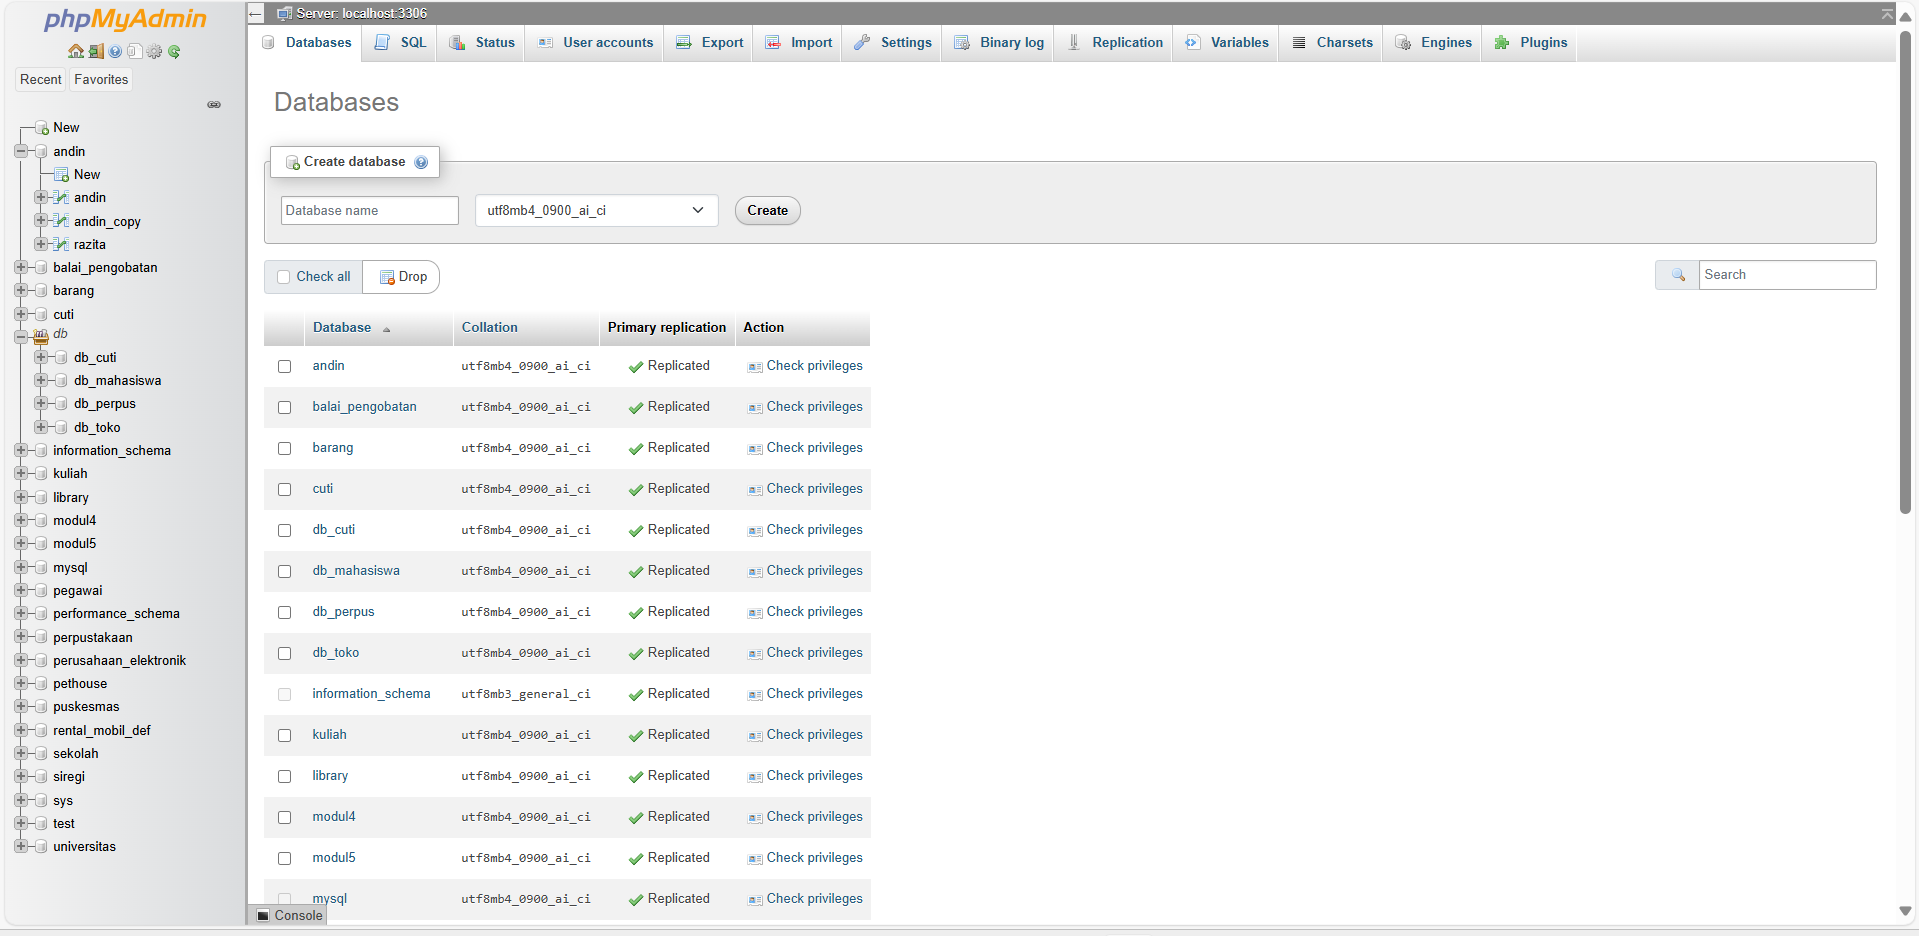 phpMyAdmin
Recent
Favorites
New
andin
New
andin
andin_copy
razita
balai_pengobatan
barang
cuti
db
db_cuti
db_mahasiswa
db_perpus
db_toko
information_schema
kuliah
library
modul4
modul5
mysql
pegawai
performance_schema
perpustakaan
perusahaan_elektronik
pethouse
puskesmas
rental_mobil_def
sekolah
siregi
sys
test
universitas
Server: localhost:3306
Databases SQL Status User accounts Export Import Settings Binary log Replication Variables Charsets Engines Plugins
Databases
Create database
Database name utf8mb4_0900_ai_ci Create
Check all Drop Search
Database Collation Primary replication Action
andin utf8mb4_0900_ai_ci Replicated Check privileges
balai_pengobatan utf8mb4_0900_ai_ci Replicated Check privileges
barang utf8mb4_0900_ai_ci Replicated Check privileges
cuti utf8mb4_0900_ai_ci Replicated Check privileges
db_cuti utf8mb4_0900_ai_ci Replicated Check privileges
db_mahasiswa utf8mb4_0900_ai_ci Replicated Check privileges
db_perpus utf8mb4_0900_ai_ci Replicated Check privileges
db_toko utf8mb4_0900_ai_ci Replicated Check privileges
information_schema utf8mb3_general_ci Replicated Check privileges
kuliah utf8mb4_0900_ai_ci Replicated Check privileges
library utf8mb4_0900_ai_ci Replicated Check privileges
modul4 utf8mb4_0900_ai_ci Replicated Check privileges
modul5 utf8mb4_0900_ai_ci Replicated Check privileges
mysql utf8mb4_0900_ai_ci Replicated Check privileges
Console